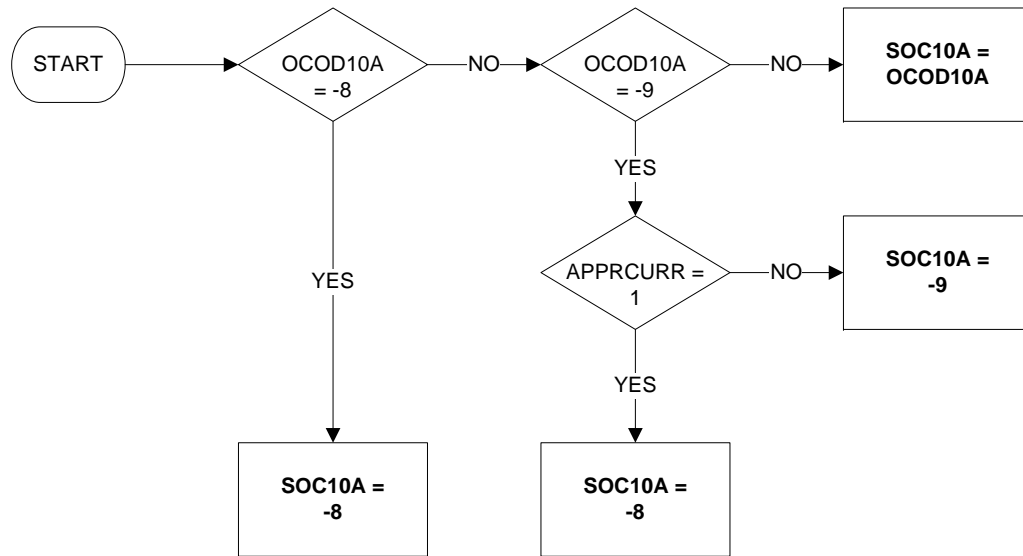 START
OCOD10A
= -8
NO
OCOD10A
= -9
NO
SOC10A =
OCOD10A
YES
YES
APPRCURR =
1
NO
SOC10A =
-9
YES
SOC10A =
-8
SOC10A =
-8